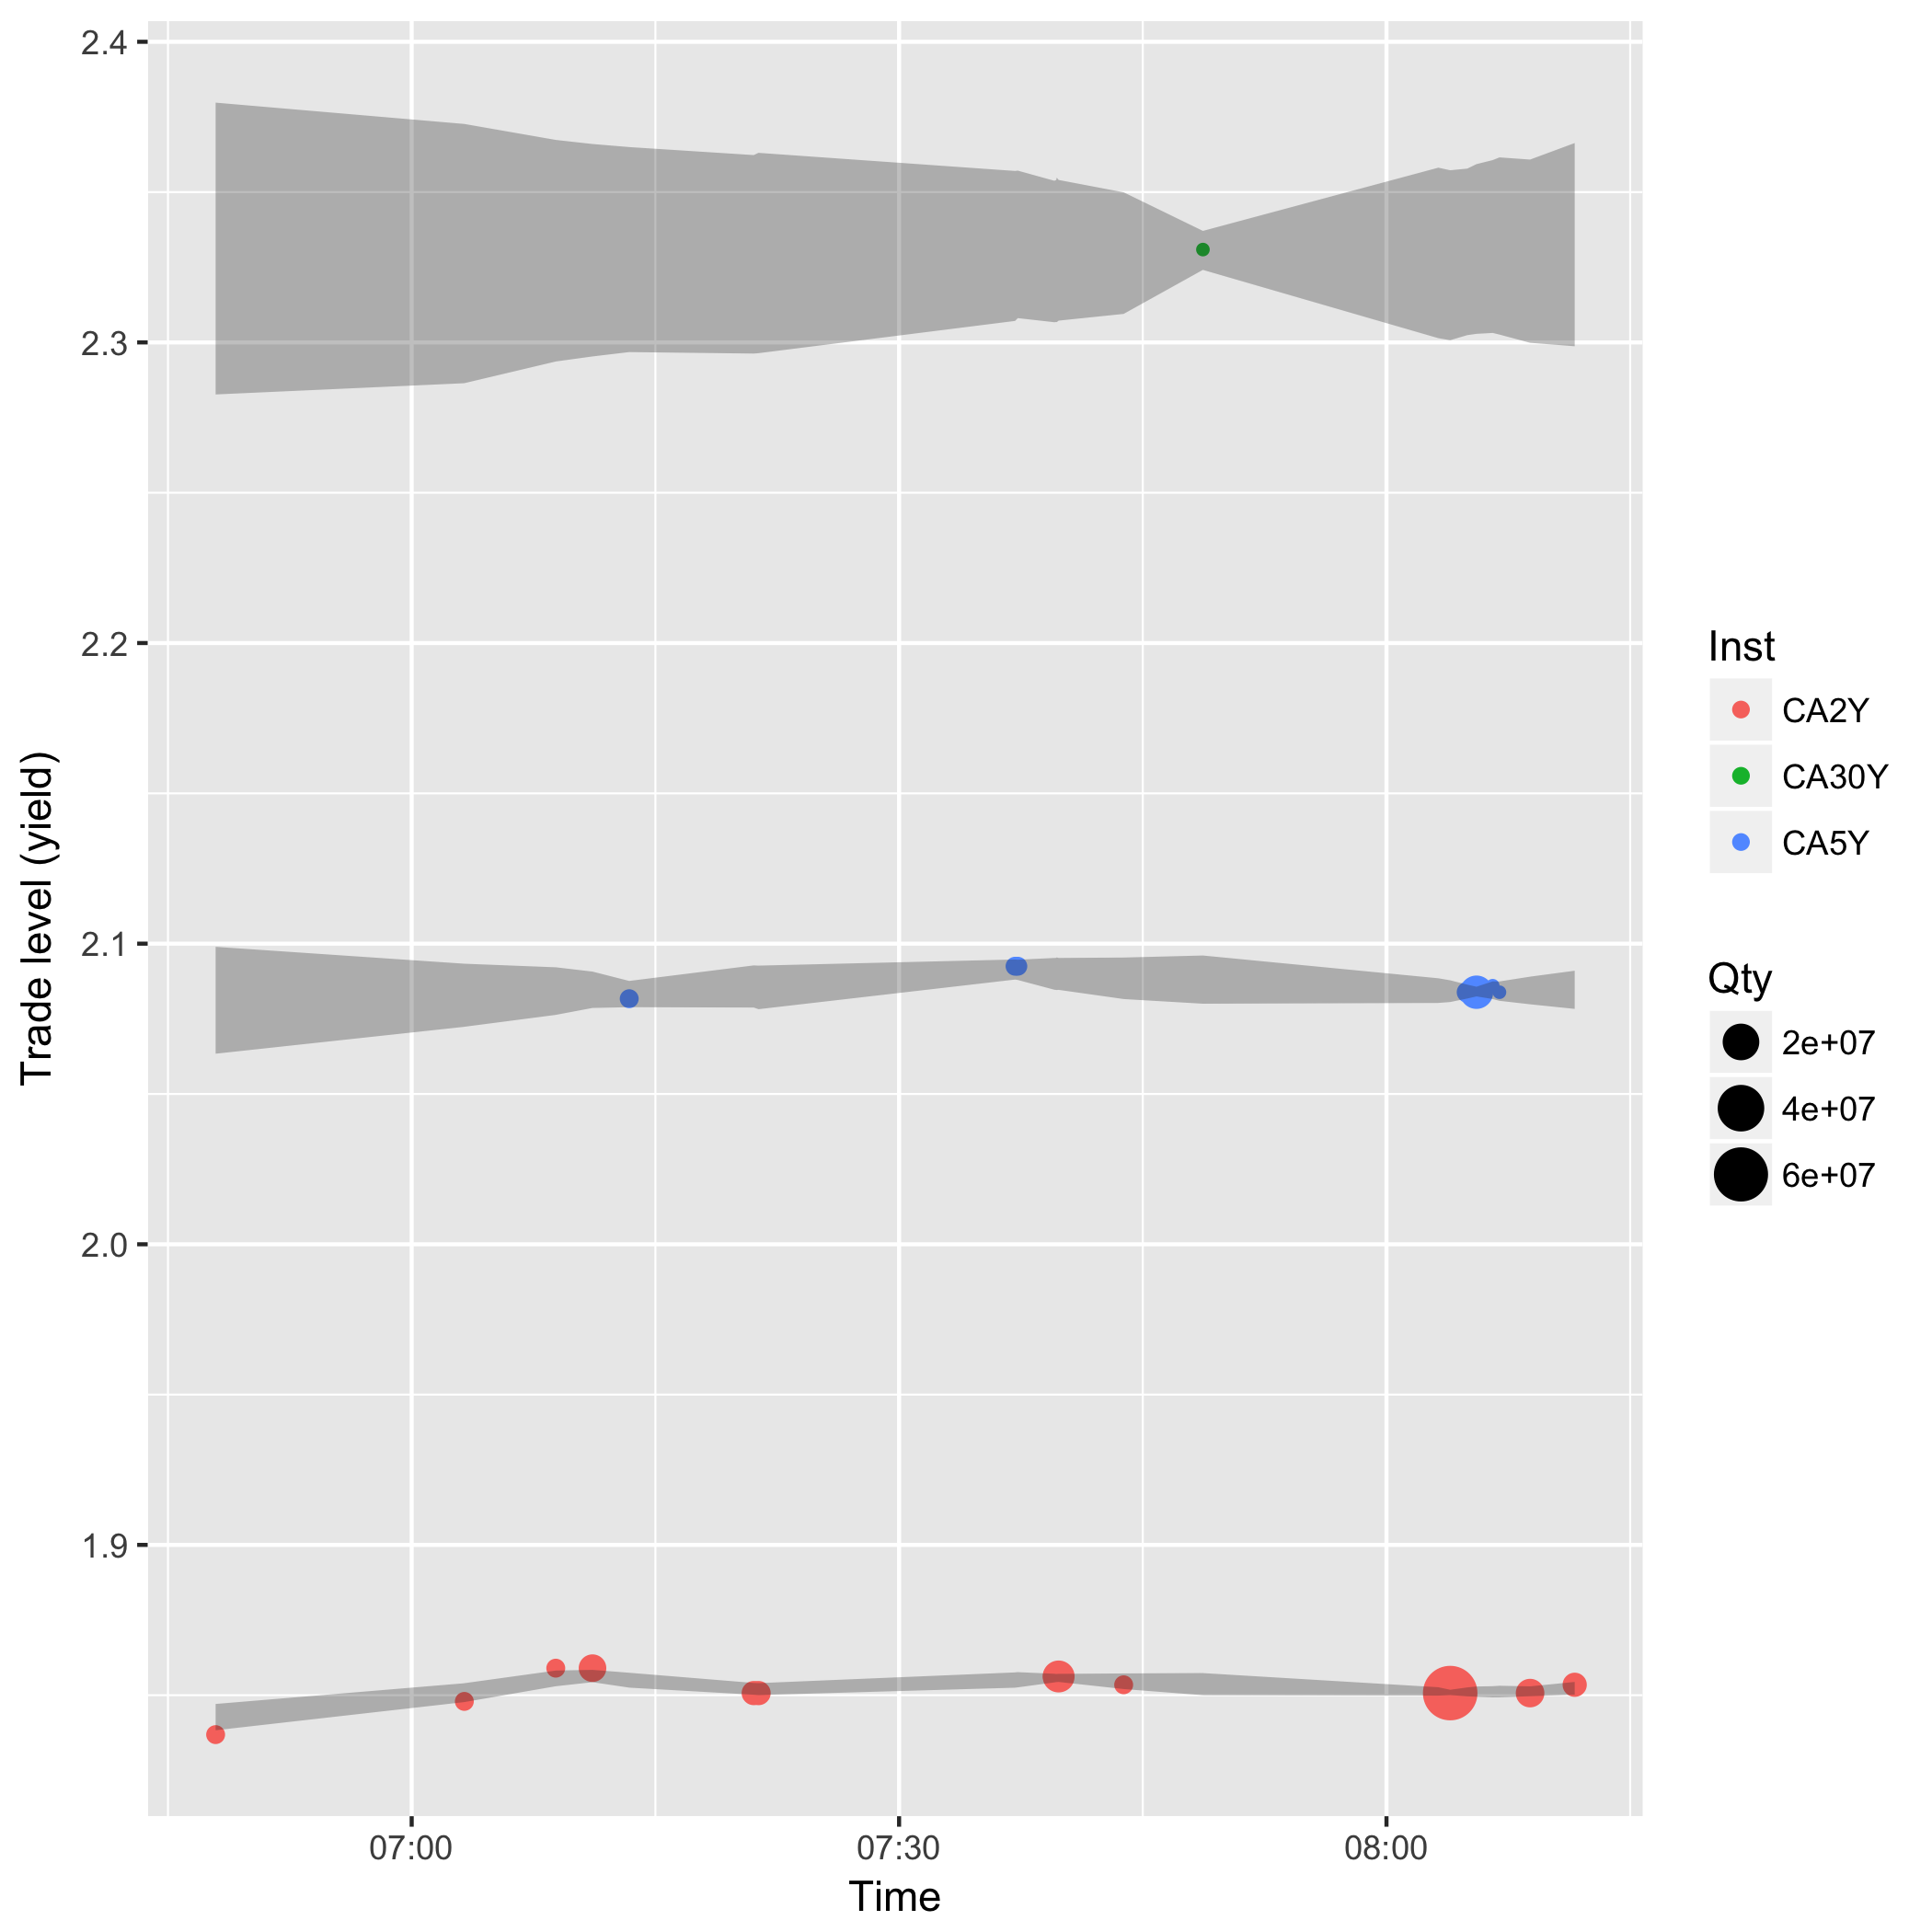 Trade level (yield)
2.4
2.3
2.2
2.1
2.0
1.9
07:00
07:30
08:00
Time
Inst
CA2Y
CA30Y
CA5Y
Qty
2e+07
4e+07
6e+07